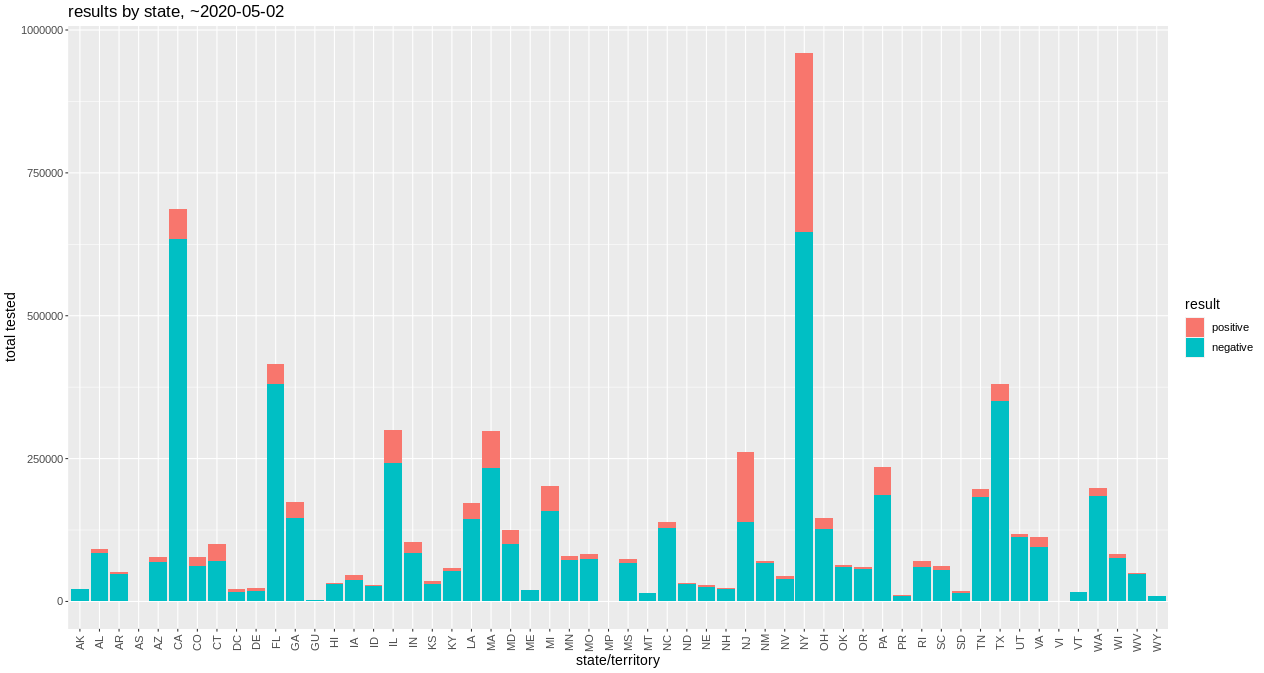 results by state, ~2020-05-02
1000000
750000
500000
250000
0
total tested
AK AL AR AS AZ CA CO CT DC DE FL GA GU HI IA ID IL IN KS KY LA MA MD ME MI MN MO MP MS MT NC ND NE NH NJ NM NV NY OH OK OR PA PR RI SC SD TN TX UT VA VI VT WA WI WV WY
state/territory
result
positive
negative